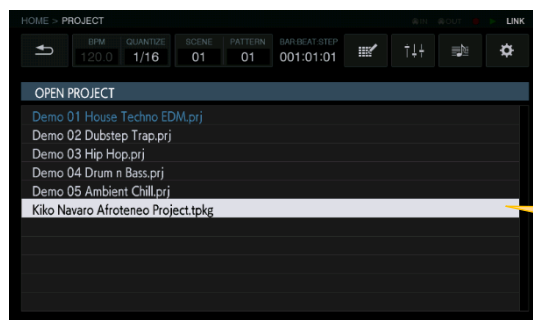 HOME > PROJECT
IN OUT LINK
BPM QUANTIZE SCENE PATTERN BAR:BEAT:STEP
120.0 1/16 01 01 001:01:01
OPEN PROJECT
Demo 01 House Techno EDM.prj
Demo 02 Dubstep Trap.prj
Demo 03 Hip Hop.prj
Demo 04 Drum n Bass.prj
Demo 05 Ambient Chill.prj
Kiko Navaro Afroteneo Project.tpkg